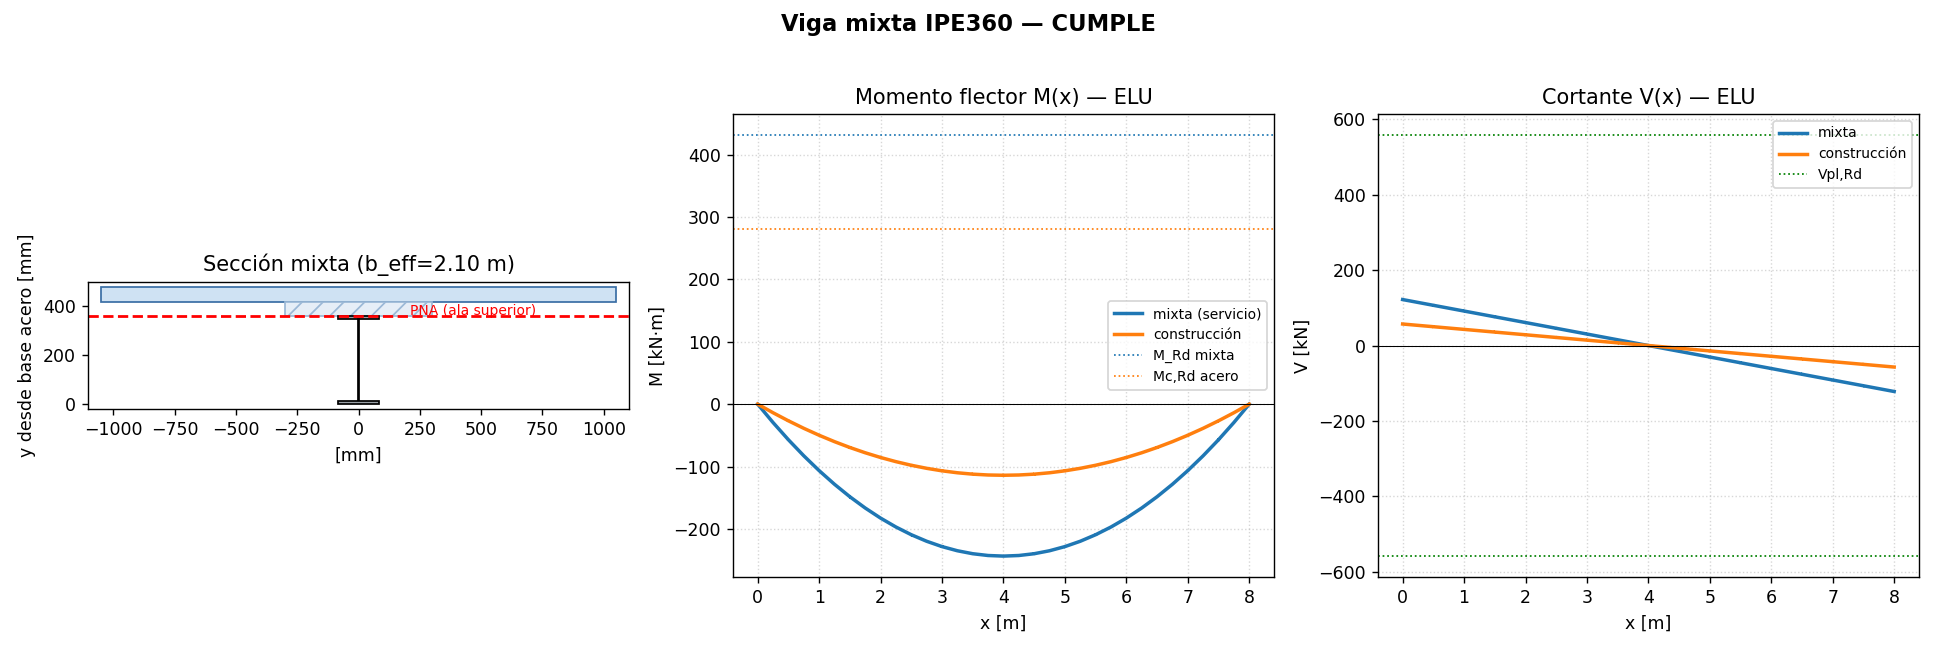 Viga mixta IPE360 — CUMPLE
Sección mixta (b_eff=2.10 m)
y desde base acero [mm]
400
200
0
PNA (ala superior)
−1000 −750 −500 −250 0 250 500 750 1000
[mm]
Momento flector M(x) — ELU
M [kN·m]
400
300
200
100
0
−100
−200
mixta (servicio)
construcción
M_Rd mixta
Mc,Rd acero
0 1 2 3 4 5 6 7 8
x [m]
Cortante V(x) — ELU
V [kN]
600
400
200
0
−200
−400
−600
mixta
construcción
Vpl,Rd
0 1 2 3 4 5 6 7 8
x [m]